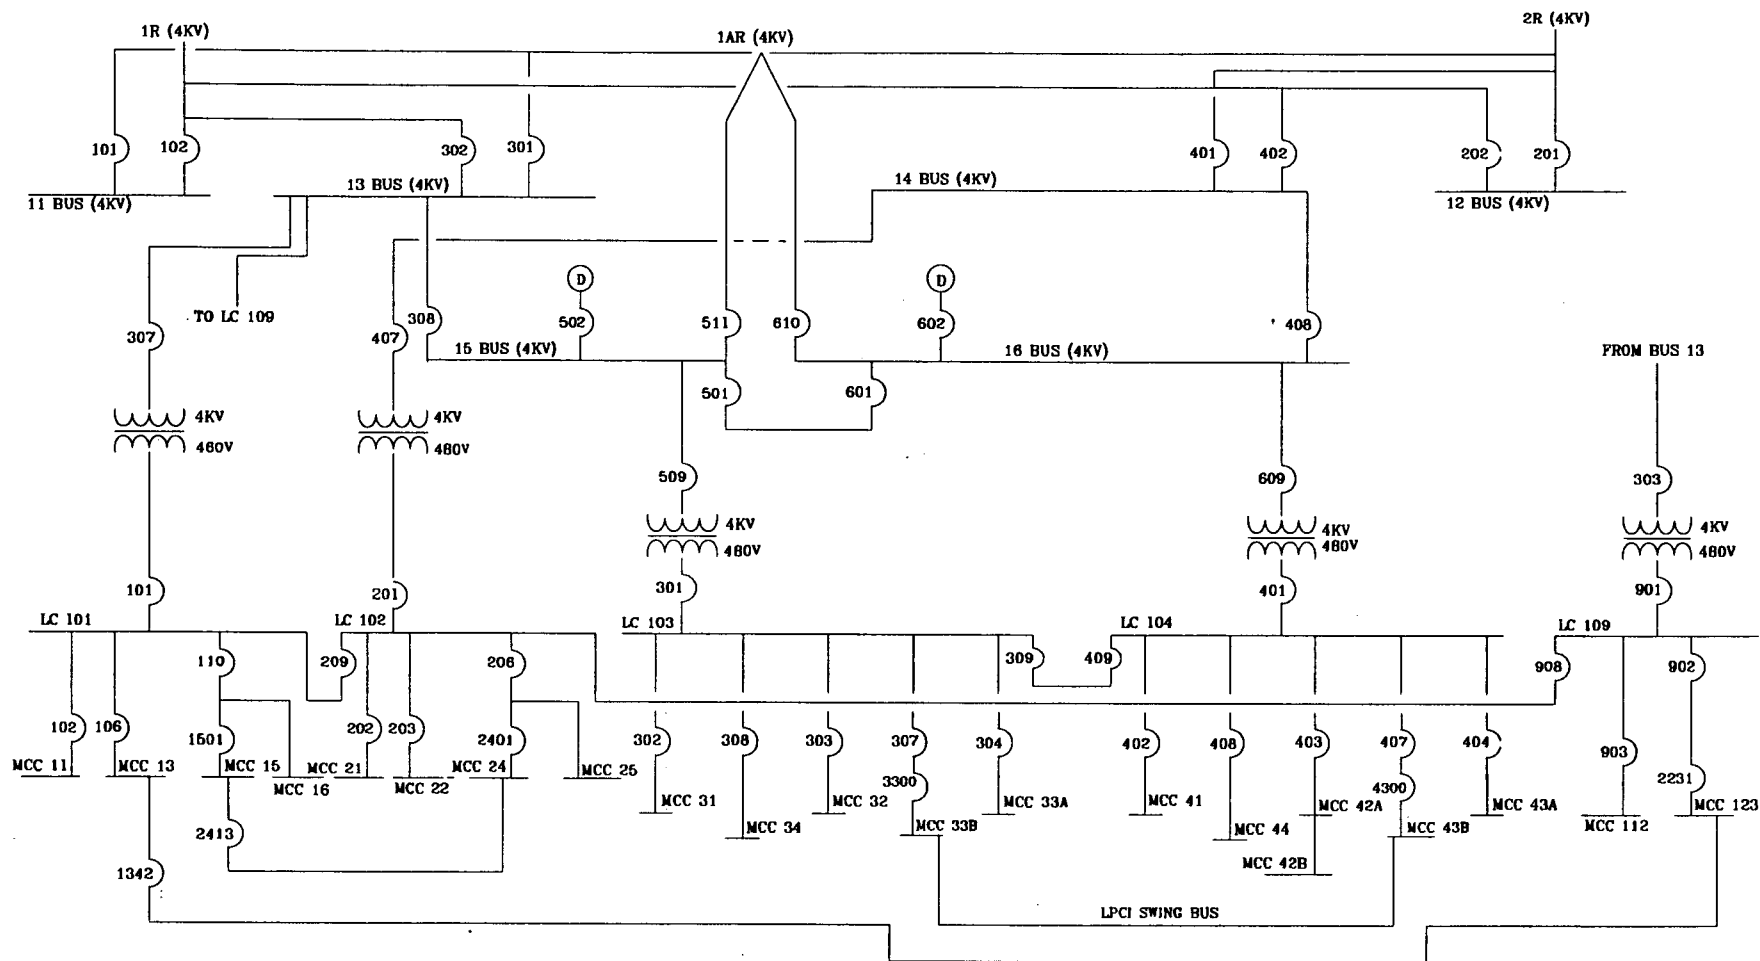 1R (4KV)
1AR (4KV)
2R (4KV)
101
102
302
301
401
402
202
201
11 BUS (4KV)
13 BUS (4KV)
14 BUS (4KV)
12 BUS (4KV)
TO LC 109
D
D
307
407
308
502
511
610
602
408
15 BUS (4KV)
16 BUS (4KV)
FROM BUS 13
501
601
4KV
460V
4KV
480V
509
609
303
4KV
480V
4KV
480V
4KV
480V
101
201
301
401
901
LC 101
LC 102
LC 103
LC 104
LC 109
110
209
206
309
409
908
902
102
106
1501
202
203
2401
302
308
303
307
304
402
408
403
407
404
903
3300
4300
2231
MCC 11
MCC 13
MCC 15
MCC 16
MCC 21
MCC 22
MCC 24
MCC 25
MCC 31
MCC 34
MCC 32
MCC 33B
MCC 33A
MCC 41
MCC 44
MCC 42A
MCC 42B
MCC 43B
MCC 43A
MCC 112
MCC 123
2413
1342
LPCI SWING BUS